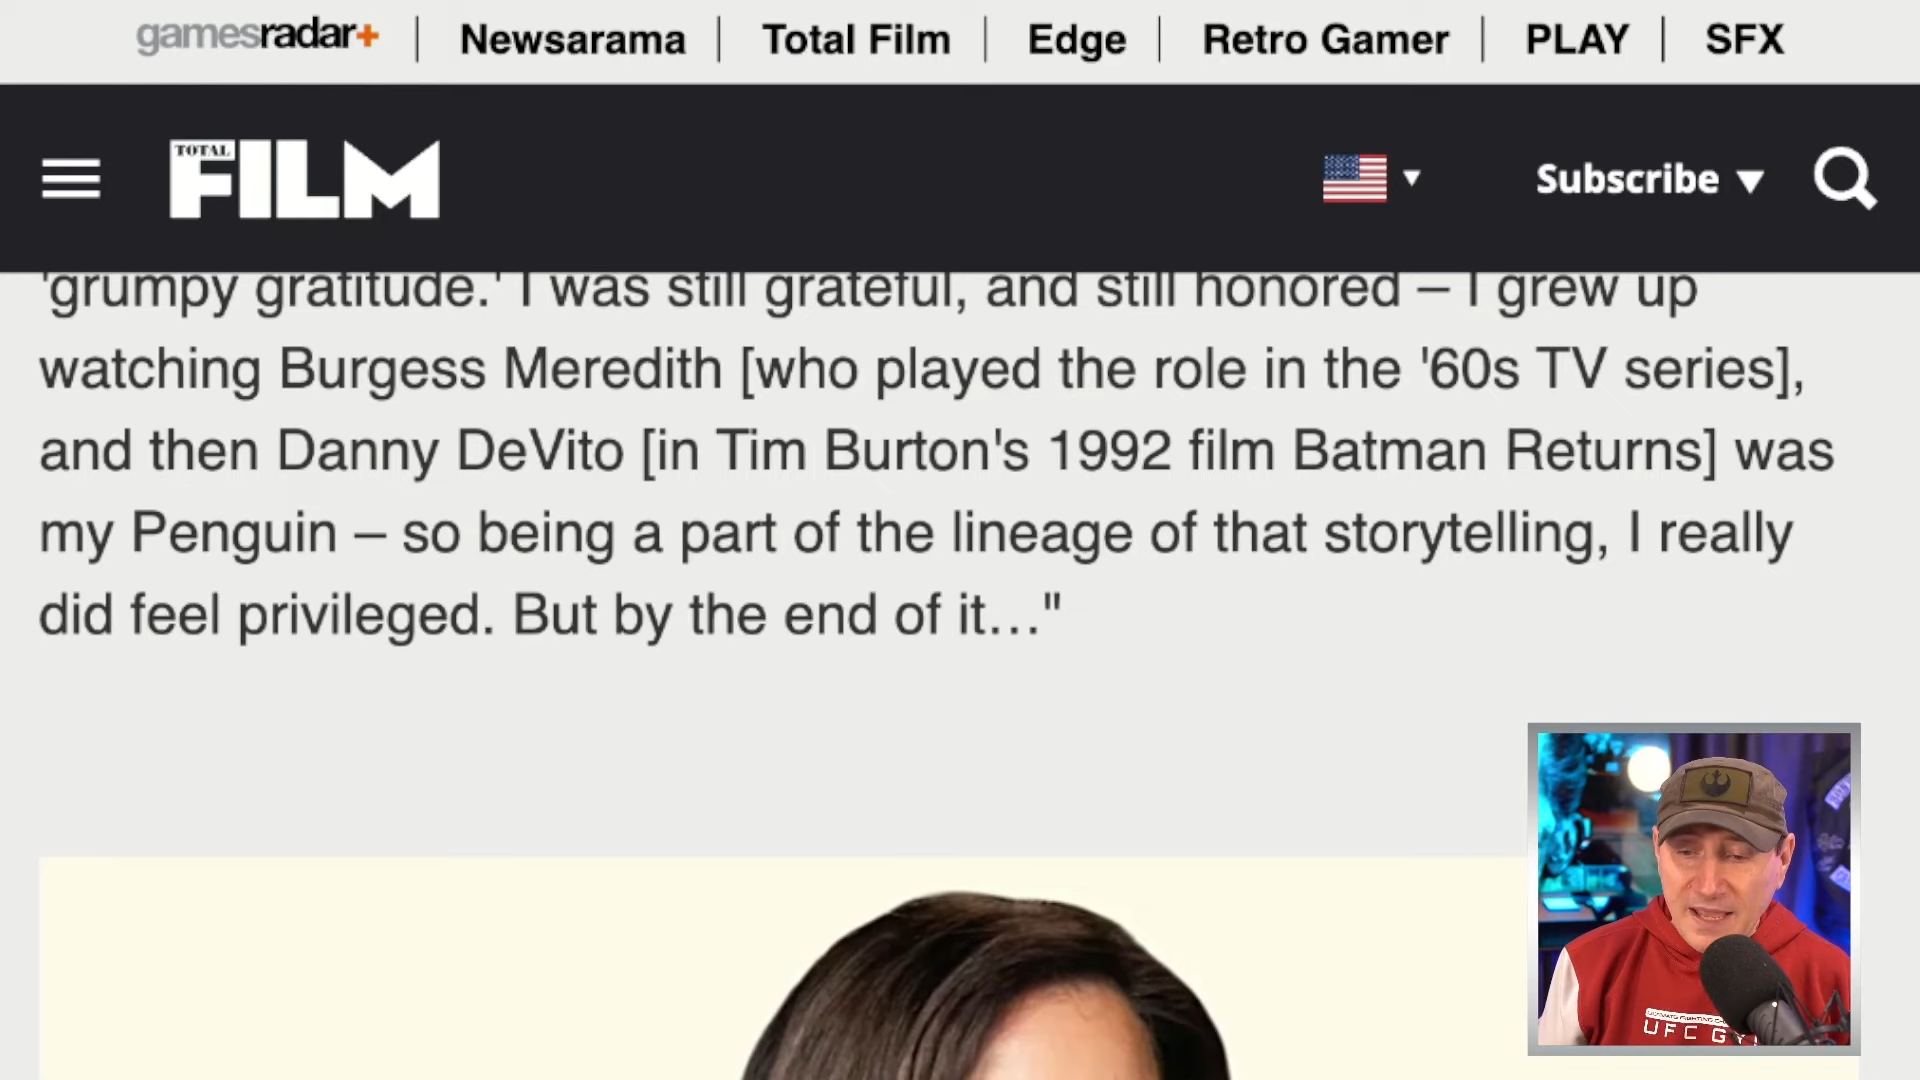 gamesradar+ | Newsarama | Total Film | Edge | Retro Gamer | PLAY | SFX
TOTAL
FILM
Subscribe
'grumpy gratitude.' I was still grateful, and still honored – I grew up
watching Burgess Meredith [who played the role in the '60s TV series],
and then Danny DeVito [in Tim Burton's 1992 film Batman Returns] was
my Penguin – so being a part of the lineage of that storytelling, I really
did feel privileged. But by the end of it…"
UFC GY